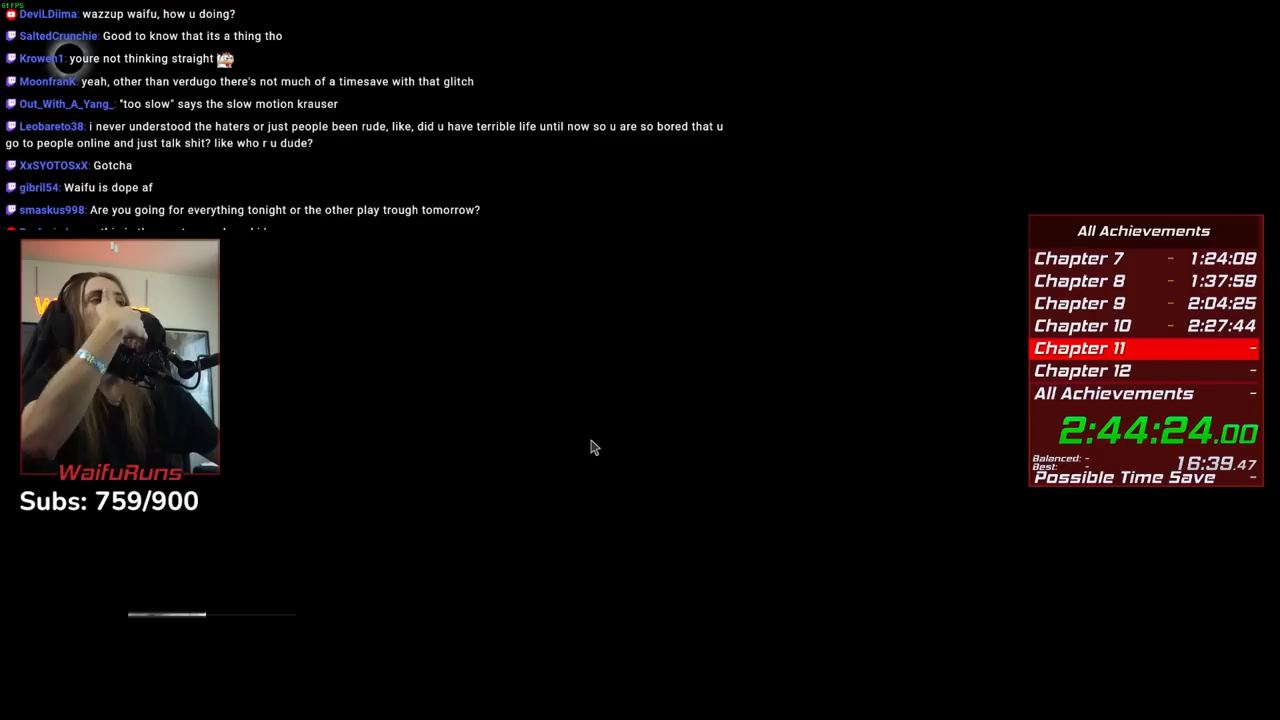 61 FPS
DeviLDiima: wazzup waifu, how u doing?
SaltedCrunchie: Good to know that its a thing tho
Krowen1: youre not thinking straight
MoonfranK: yeah, other than verdugo there's not much of a timesave with that glitch
Out_With_A_Yang_: "too slow" says the slow motion krauser
Leobareto38: i never understood the haters or just people been rude, like, did u have terrible life until now so u are so bored that u
go to people online and just talk shit? like who r u dude?
XxSYOTOSxX: Gotcha
gibril54: Waifu is dope af
smaskus998: Are you going for everything tonight or the other play trough tomorrow?
WaifuRuns
Subs: 759/900
All Achievements
Chapter 7 - 1:24:09
Chapter 8 - 1:37:59
Chapter 9 - 2:04:25
Chapter 10 - 2:27:44
Chapter 11 -
Chapter 12 -
All Achievements -
2:44:24.00
Balanced: -
Best: - 16:39.47
Possible Time Save -